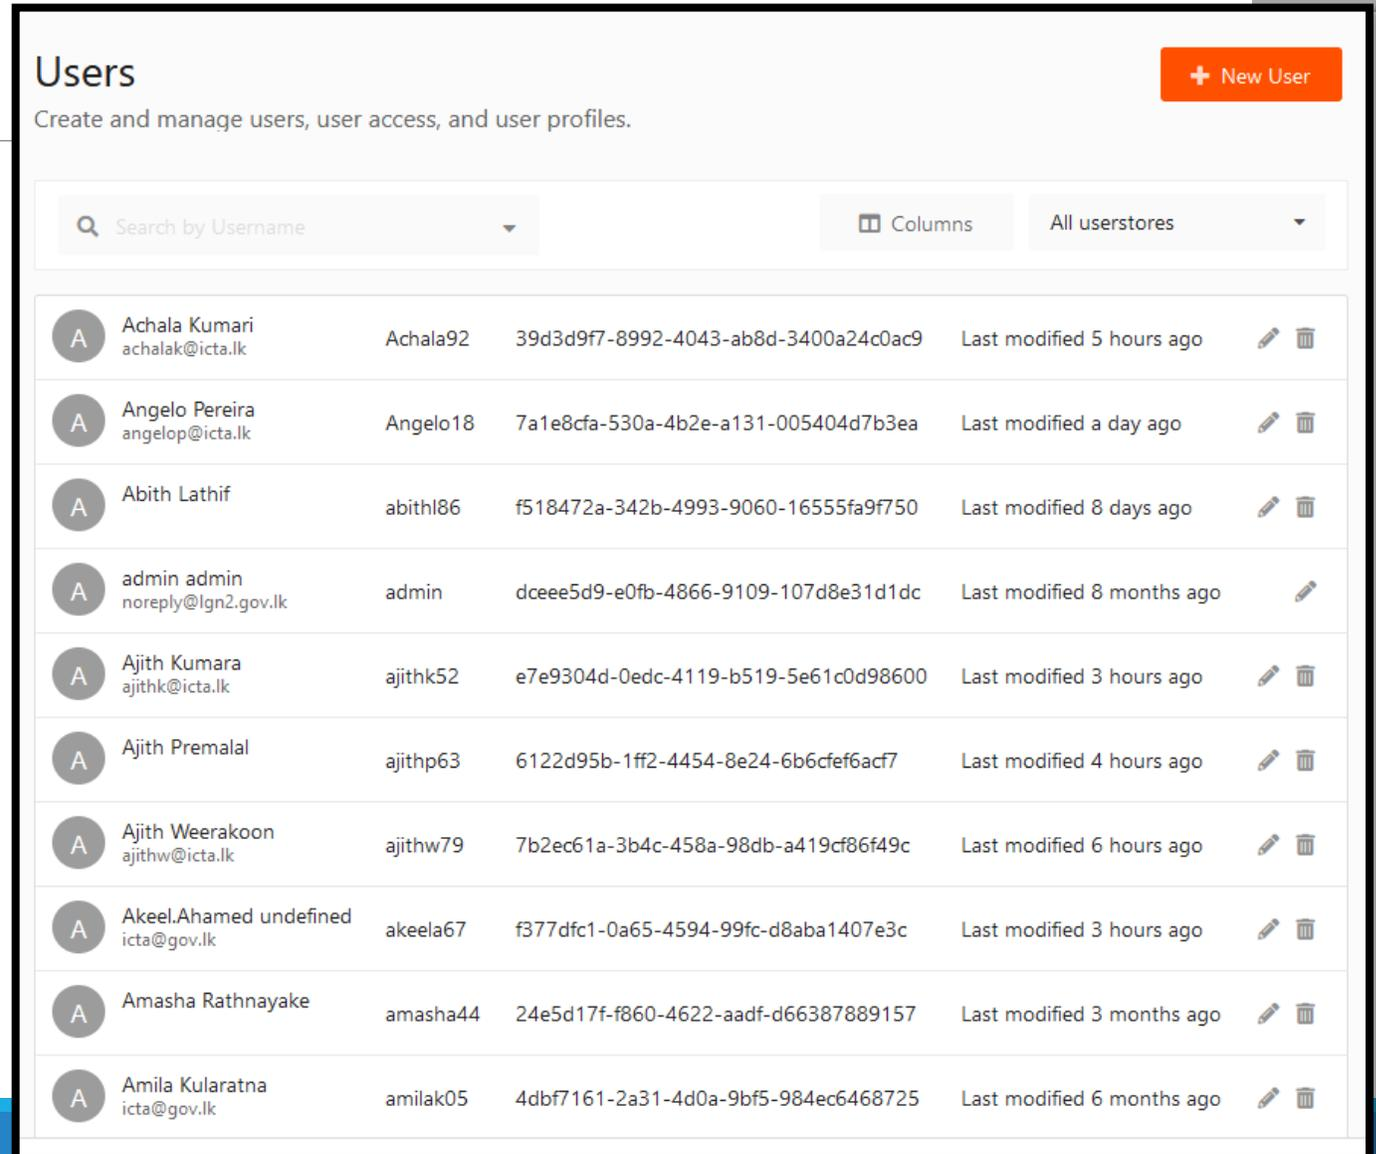 Users
+ New User
Create and manage users, user access, and user profiles.
Search by Username
Columns
All userstores
A Achala Kumari Achala92 39d3d9f7-8992-4043-ab8d-3400a24c0ac9 Last modified 5 hours ago
achalak@icta.lk
A Angelo Pereira Angelo18 7a1e8cfa-530a-4b2e-a131-005404d7b3ea Last modified a day ago
angelop@icta.lk
A Abith Lathif abithl86 f518472a-342b-4993-9060-16555fa9f750 Last modified 8 days ago
A admin admin admin dceee5d9-e0fb-4866-9109-107d8e31d1dc Last modified 8 months ago
noreply@lgn2.gov.lk
A Ajith Kumara ajithk52 e7e9304d-0edc-4119-b519-5e61c0d98600 Last modified 3 hours ago
ajithk@icta.lk
A Ajith Premalal ajithp63 6122d95b-1ff2-4454-8e24-6b6cfef6acf7 Last modified 4 hours ago
A Ajith Weerakoon ajithw79 7b2ec61a-3b4c-458a-98db-a419cf86f49c Last modified 6 hours ago
ajithw@icta.lk
A Akeel.Ahamed undefined akeela67 f377dfc1-0a65-4594-99fc-d8aba1407e3c Last modified 3 hours ago
icta@gov.lk
A Amasha Rathnayake amasha44 24e5d17f-f860-4622-aadf-d66387889157 Last modified 3 months ago
A Amila Kularatna amilak05 4dbf7161-2a31-4d0a-9bf5-984ec6468725 Last modified 6 months ago
icta@gov.lk